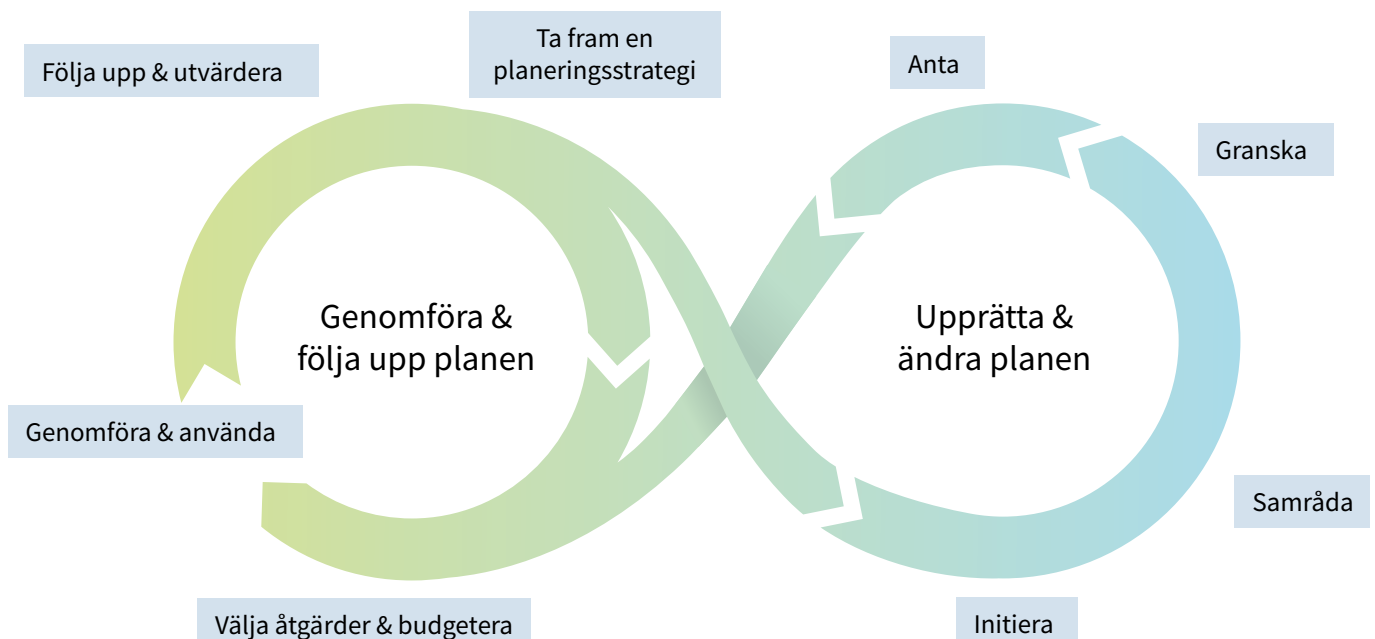 Ta fram en
planeringsstrategi
Följa upp & utvärdera
Anta
Granska
Genomföra &
följa upp planen
Upprätta &
ändra planen
Genomföra & använda
Samråda
Välja åtgärder & budgetera
Initiera